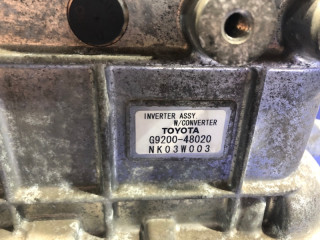 INVERTER ASSY
W/CONVERTER
TOYOTA
G9200-48020
NK03W003